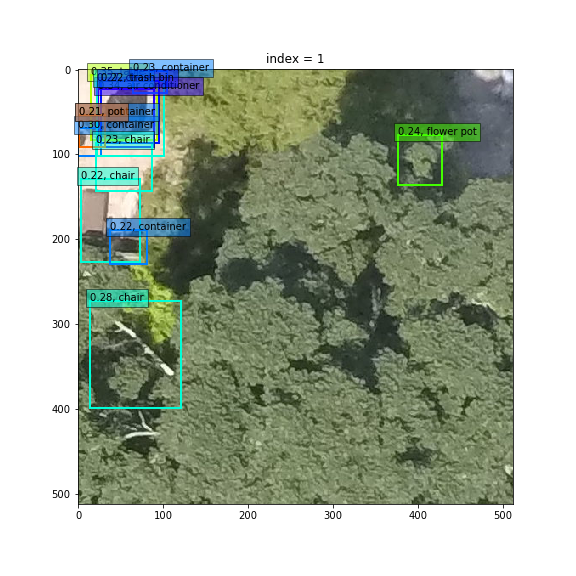 index = 1
0.23, container
0.22, trash bin
0.21, pot
0.30, container
0.23, chair
0.22, chair
0.22, container
0.28, chair
0.24, flower pot
0
100
200
300
400
500
0
100
200
300
400
500